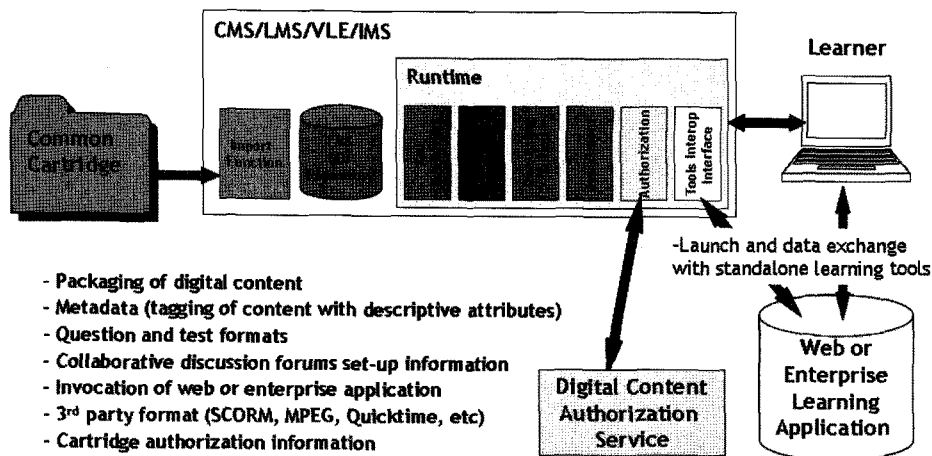 CMS/LMS/VLE/IMS
Learner
Runtime
Common
Cartridge
Import
Function
Authorization
Tools Interop
Interface
-Launch and data exchange
with standalone learning tools
- Packaging of digital content
- Metadata (tagging of content with descriptive attributes)
- Question and test formats
- Collaborative discussion forums set-up information
- Invocation of web or enterprise application
- 3rd party format (SCORM, MPEG, Quicktime, etc)
- Cartridge authorization information
Digital Content
Authorization
Service
Web or
Enterprise
Learning
Application